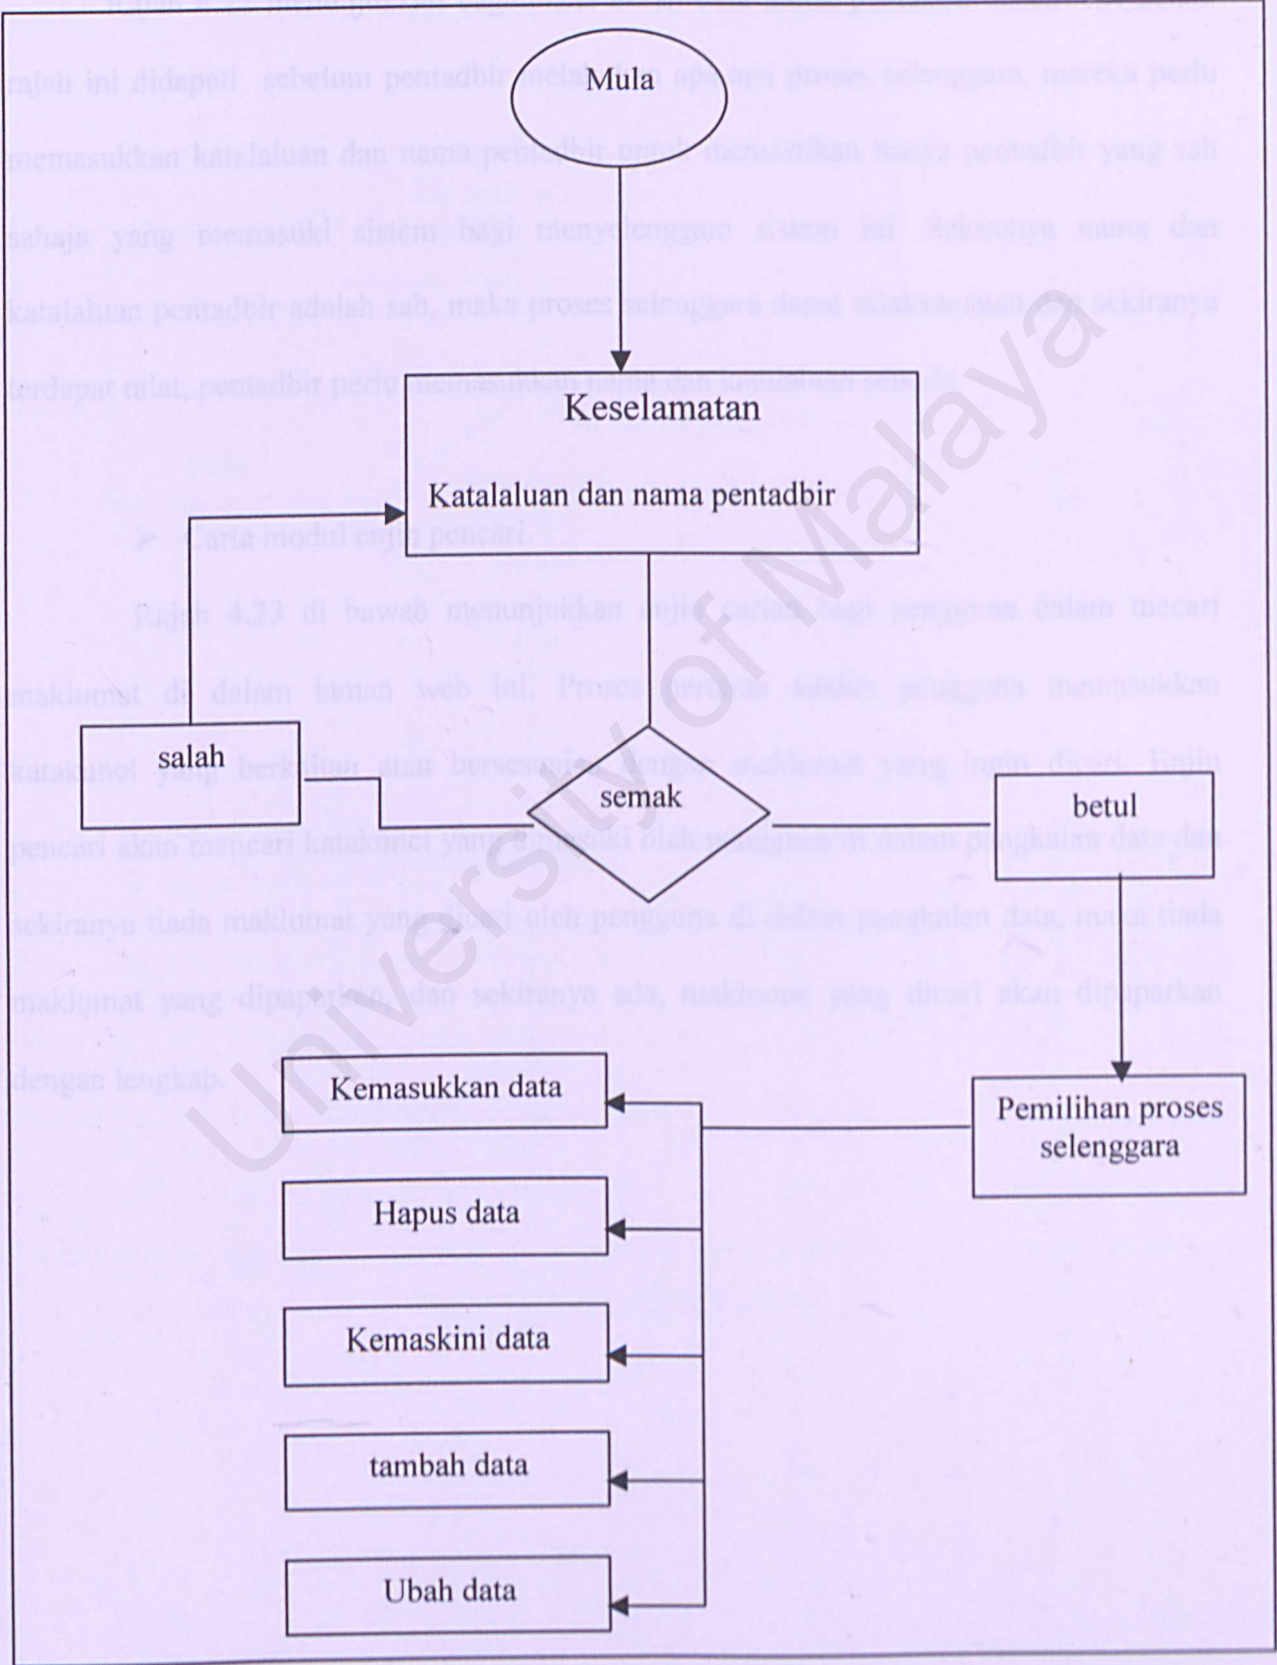 Mula
Keselamatan
Katalaluan dan nama pentadbir
salah
semak
betul
Pemilihan proses
selenggara
Kemasukkan data
Hapus data
Kemaskini data
tambah data
Ubah data
University of Malaya
rajah ini didapati sebelum pentadbir melakukan apa-apa proses selenggara, mereka perlu
memasukkan katalaluan dan nama pentadbir untuk memastikan hanya pentadbir yang sah
sahaja yang memasuki sistem bagi menyelenggara sistem ini. Sekiranya nama dan
katalaluan pentadbir adalah sah, maka proses selenggara dapat dilaksanakan dan sekiranya
terdapat ralat, pentadbir perlu memasukkan nama dan katalaluan
➢ Carta modul enjin pencari.
Rajah 4.23 di bawah menunjukkan enjin carian bagi pengguna dalam mecari
maklumat di dalam laman web ini. Proses pertama adalah pengguna memasukkan
katakunci yang berkaitan atau bersesuaian dengan maklumat yang ingin dicari. Enjin
pencari akan mencari katakunci yang dimasuki oleh pengguna di dalam pangkalan data dan
sekiranya tiada maklumat yang dicari oleh pengguna di dalam pangkalan data, maka tiada
maklumat yang dipaparkan, dan sekiranya ada, maklumat yang dicari akan dipaparkan
dengan lengkap.